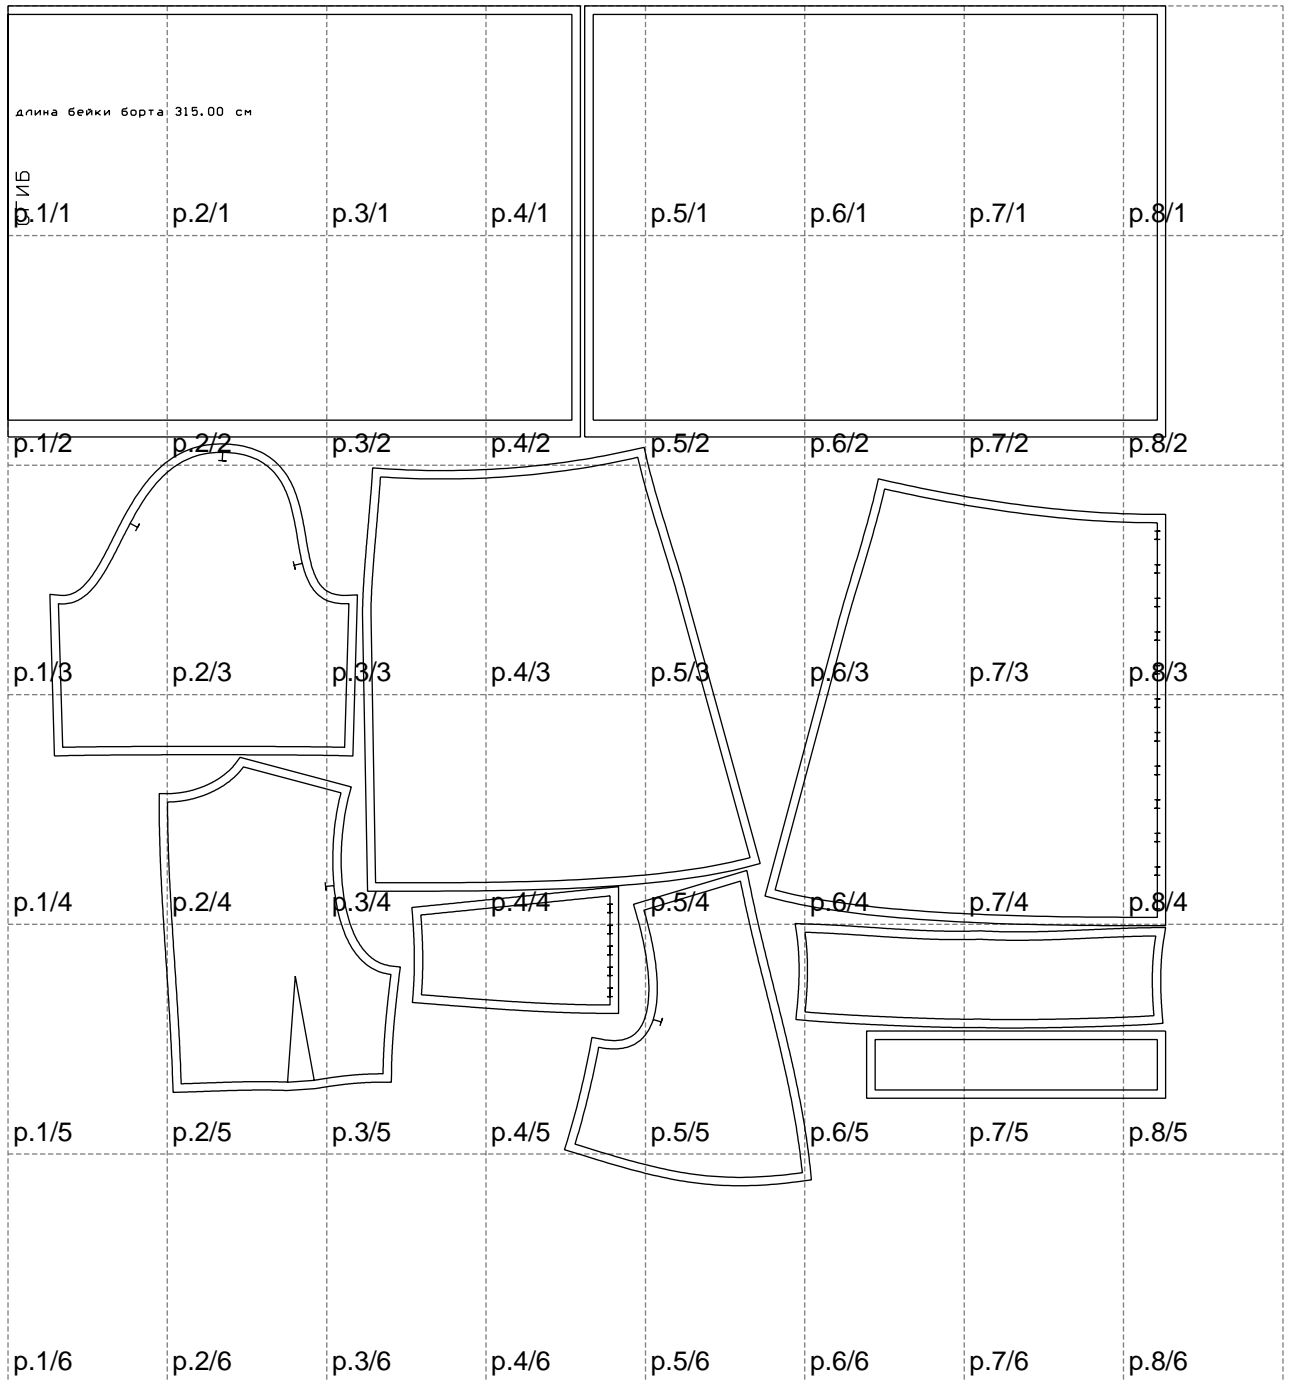 длина бейки борта 315.00 см
СГИБ
p.1/1 p.2/1 p.3/1 p.4/1 p.5/1 p.6/1 p.7/1 p.8/1
p.1/2 p.2/2 p.3/2 p.4/2 p.5/2 p.6/2 p.7/2 p.8/2
p.1/3 p.2/3 p.3/3 p.4/3 p.5/3 p.6/3 p.7/3 p.8/3
p.1/4 p.2/4 p.3/4 p.4/4 p.5/4 p.6/4 p.7/4 p.8/4
p.1/5 p.2/5 p.3/5 p.4/5 p.5/5 p.6/5 p.7/5 p.8/5
p.1/6 p.2/6 p.3/6 p.4/6 p.5/6 p.6/6 p.7/6 p.8/6